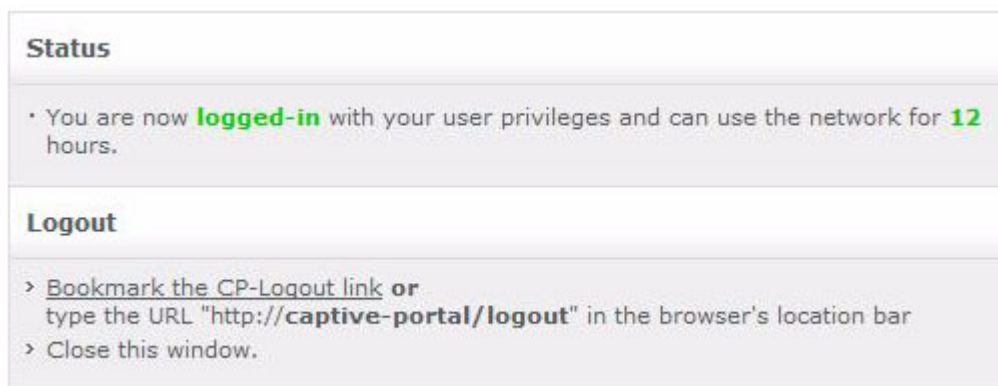 Status
· You are now logged-in with your user privileges and can use the network for 12
hours.
Logout
> Bookmark the CP-Logout link or
type the URL "http://captive-portal/logout" in the browser's location bar
> Close this window.